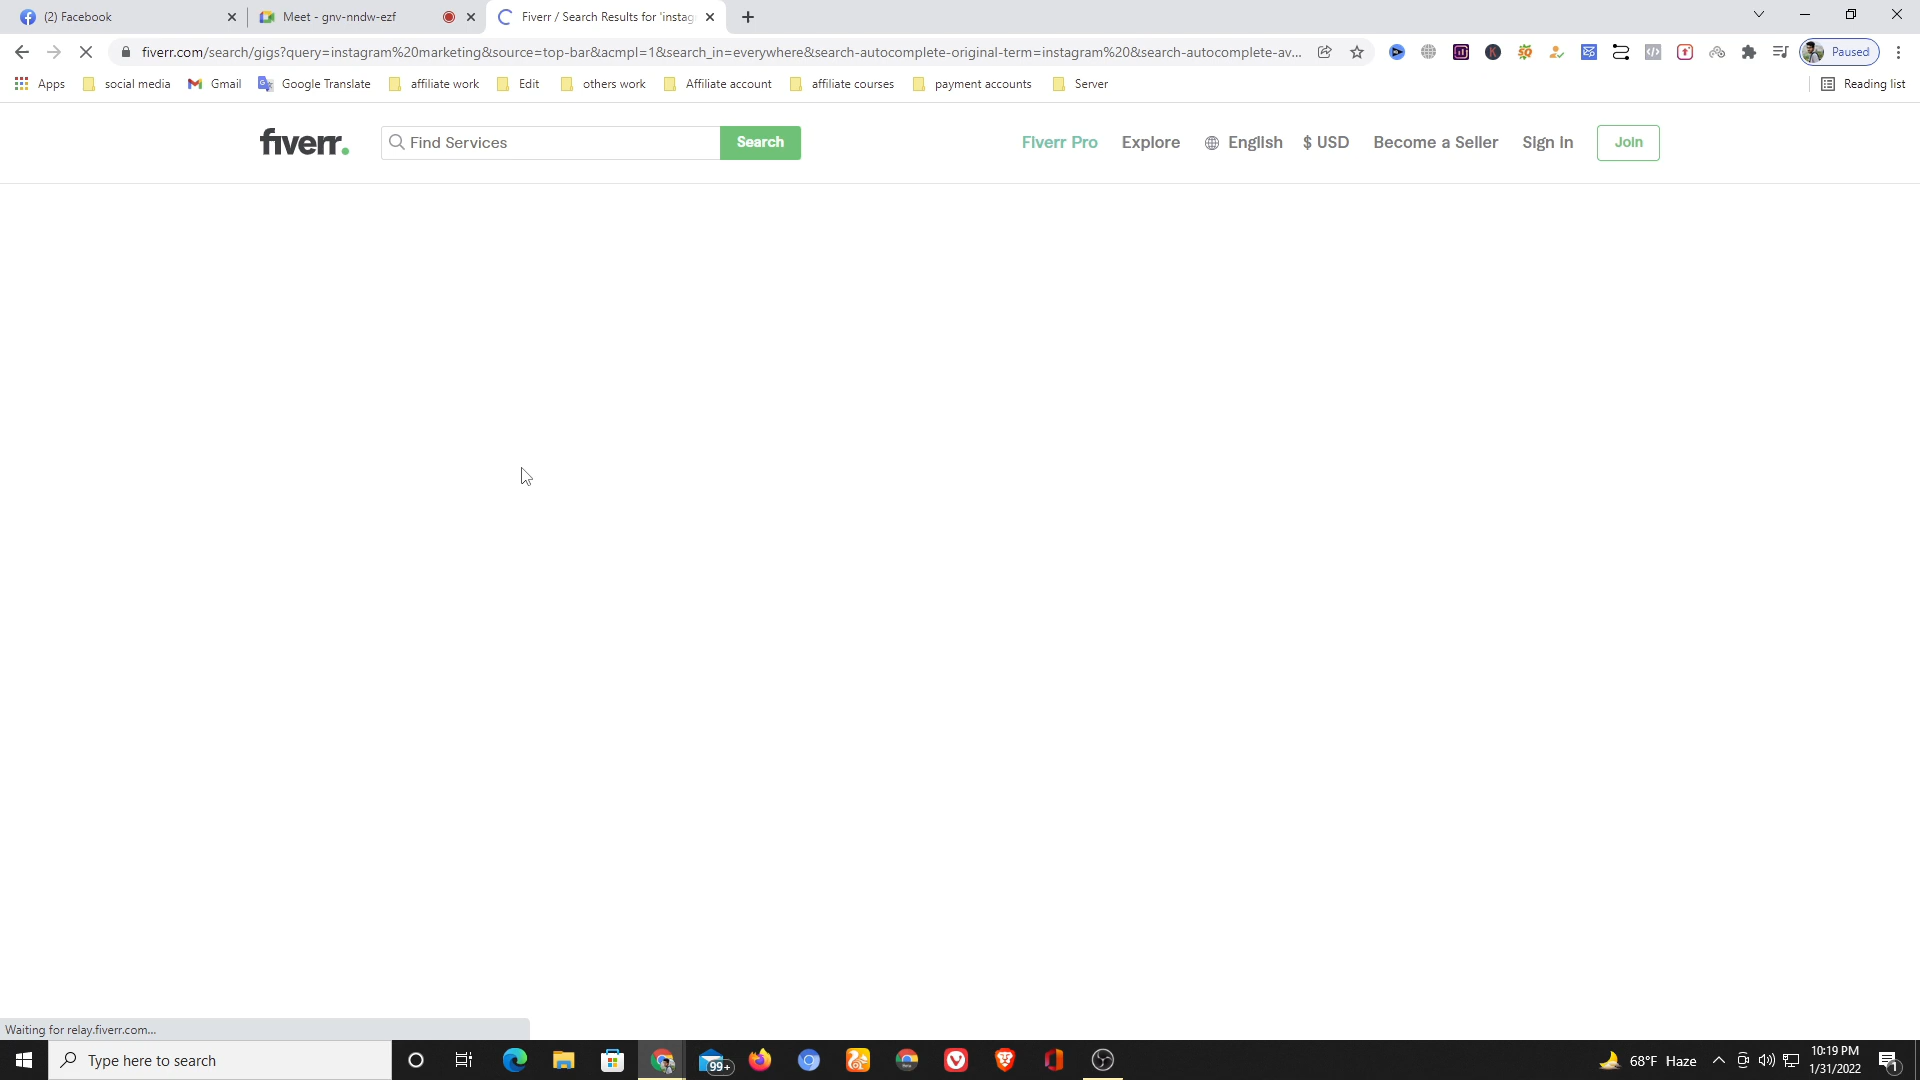 (2) Facebook
Meet - gnv-nndw-ezf
Fiverr / Search Results for 'instag
fiverr.com/search/gigs?query=instagram%20marketing&source=top-bar&acmpl=1&search_in=everywhere&search-autocomplete-original-term=instagram%20&search-autocomplete-av...
Paused
Apps
social media
Gmail
Google Translate
affiliate work
Edit
others work
Affiliate account
affiliate courses
payment accounts
Server
Reading list
fiverr.
Find Services
Search
Fiverr Pro
Explore
English
$ USD
Become a Seller
Sign In
Join
Waiting for relay.fiverr.com...
Type here to search
99+
68°F Haze
10:19 PM
1/31/2022
1